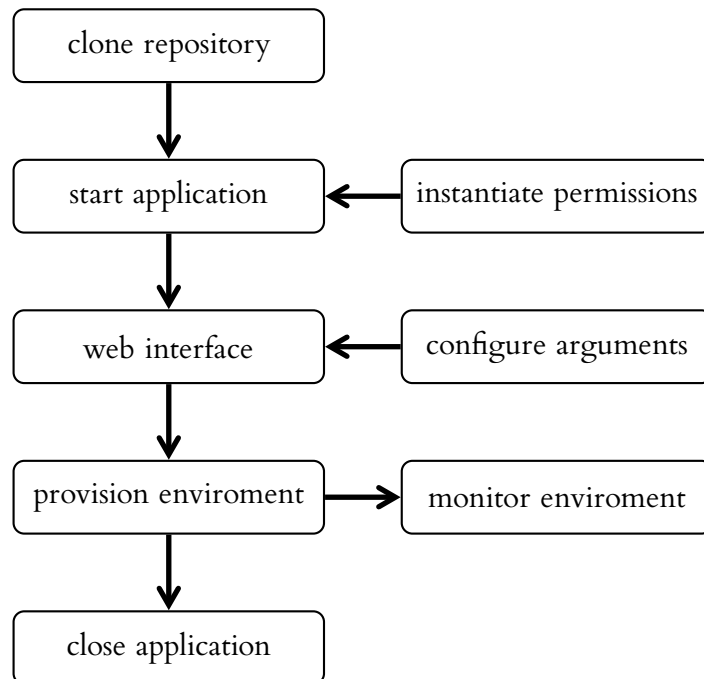 clone repository
start application
instantiate permissions
web interface
configure arguments
provision enviroment
monitor enviroment
close application